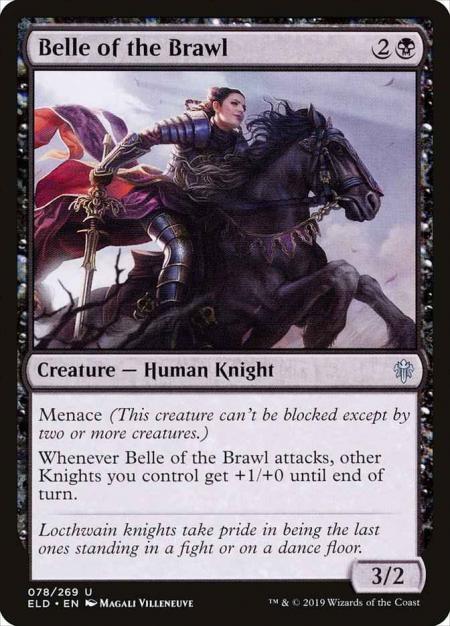 Belle of the Brawl 2
Creature — Human Knight
Menace (This creature can't be blocked except by
two or more creatures.)
Whenever Belle of the Brawl attacks, other
Knights you control get +1/+0 until end of
turn.
Locthwain knights take pride in being the last
ones standing in a fight or on a dance floor.
3/2
078/269 U
ELD • EN Magali Villeneuve ™ & © 2019 Wizards of the Coast